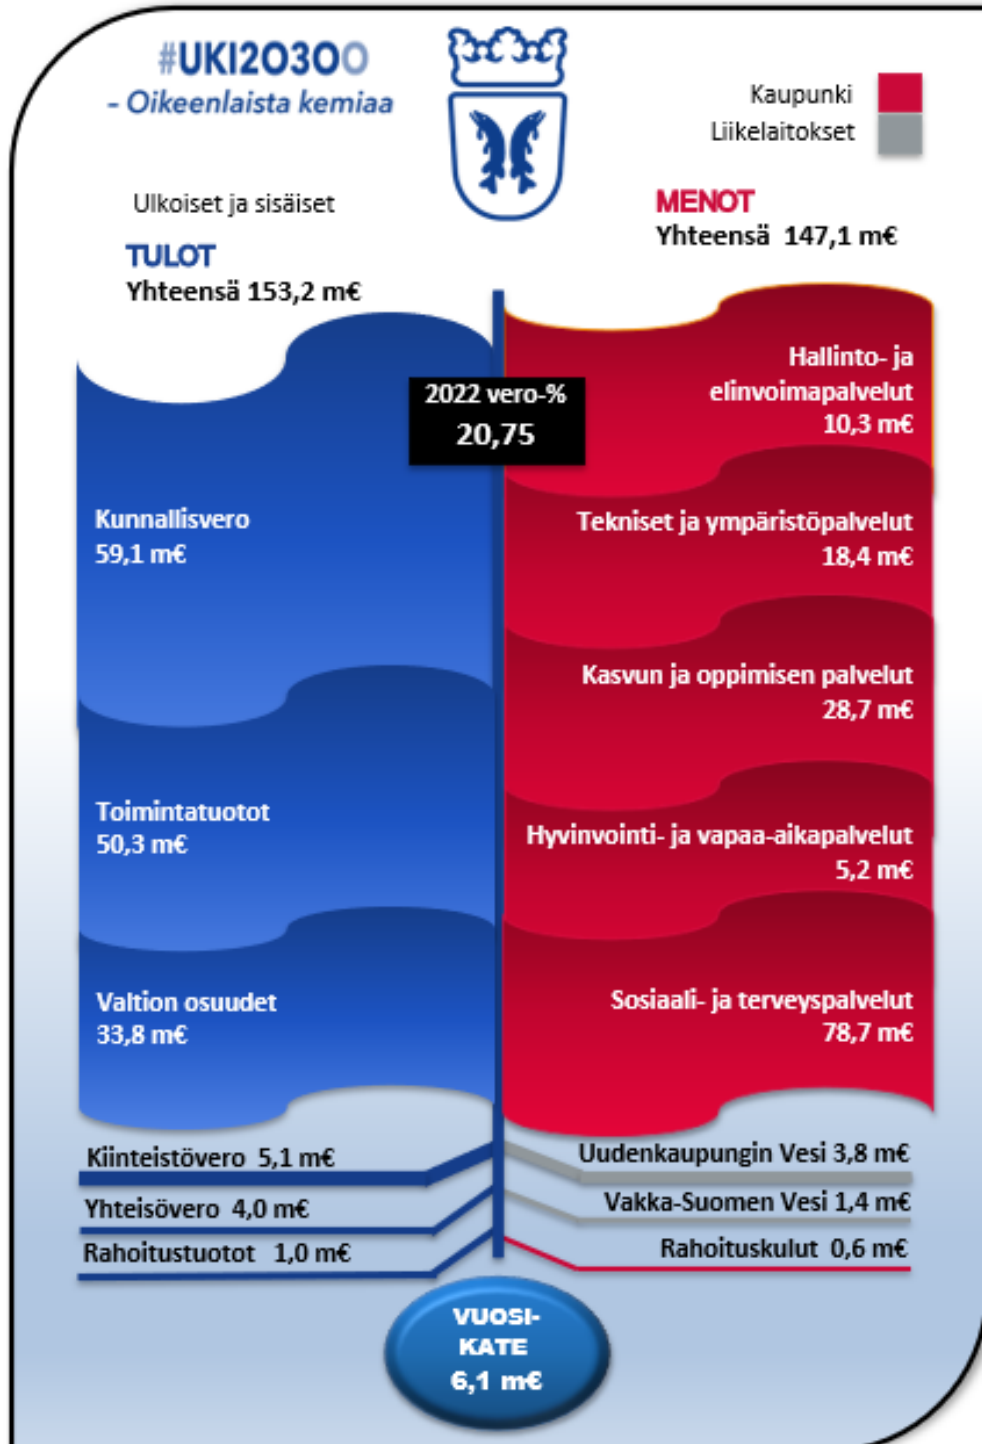 #UKI2030O
- Oikeenlaista kemiaa
Kaupunki
Liikelaitokset
Ulkoiset ja sisäiset
TULOT
Yhteensä 153,2 m€
MENOT
Yhteensä 147,1 m€
2022 vero-%
20,75
Kunnallisvero
59,1 m€
Toimintatuotot
50,3 m€
Valtion osuudet
33,8 m€
Kiinteistövero 5,1 m€
Yhteisövero 4,0 m€
Rahoitustuotot 1,0 m€
Hallinto- ja
elinvoimapalvelut
10,3 m€
Tekniset ja ympäristöpalvelut
18,4 m€
Kasvun ja oppimisen palvelut
28,7 m€
Hyvinvointi- ja vapaa-aikapalvelut
5,2 m€
Sosiaali- ja terveyspalvelut
78,7 m€
Uudenkaupungin Vesi 3,8 m€
Vakka-Suomen Vesi 1,4 m€
Rahoituskulut 0,6 m€
VUOSI-
KATE
6,1 m€